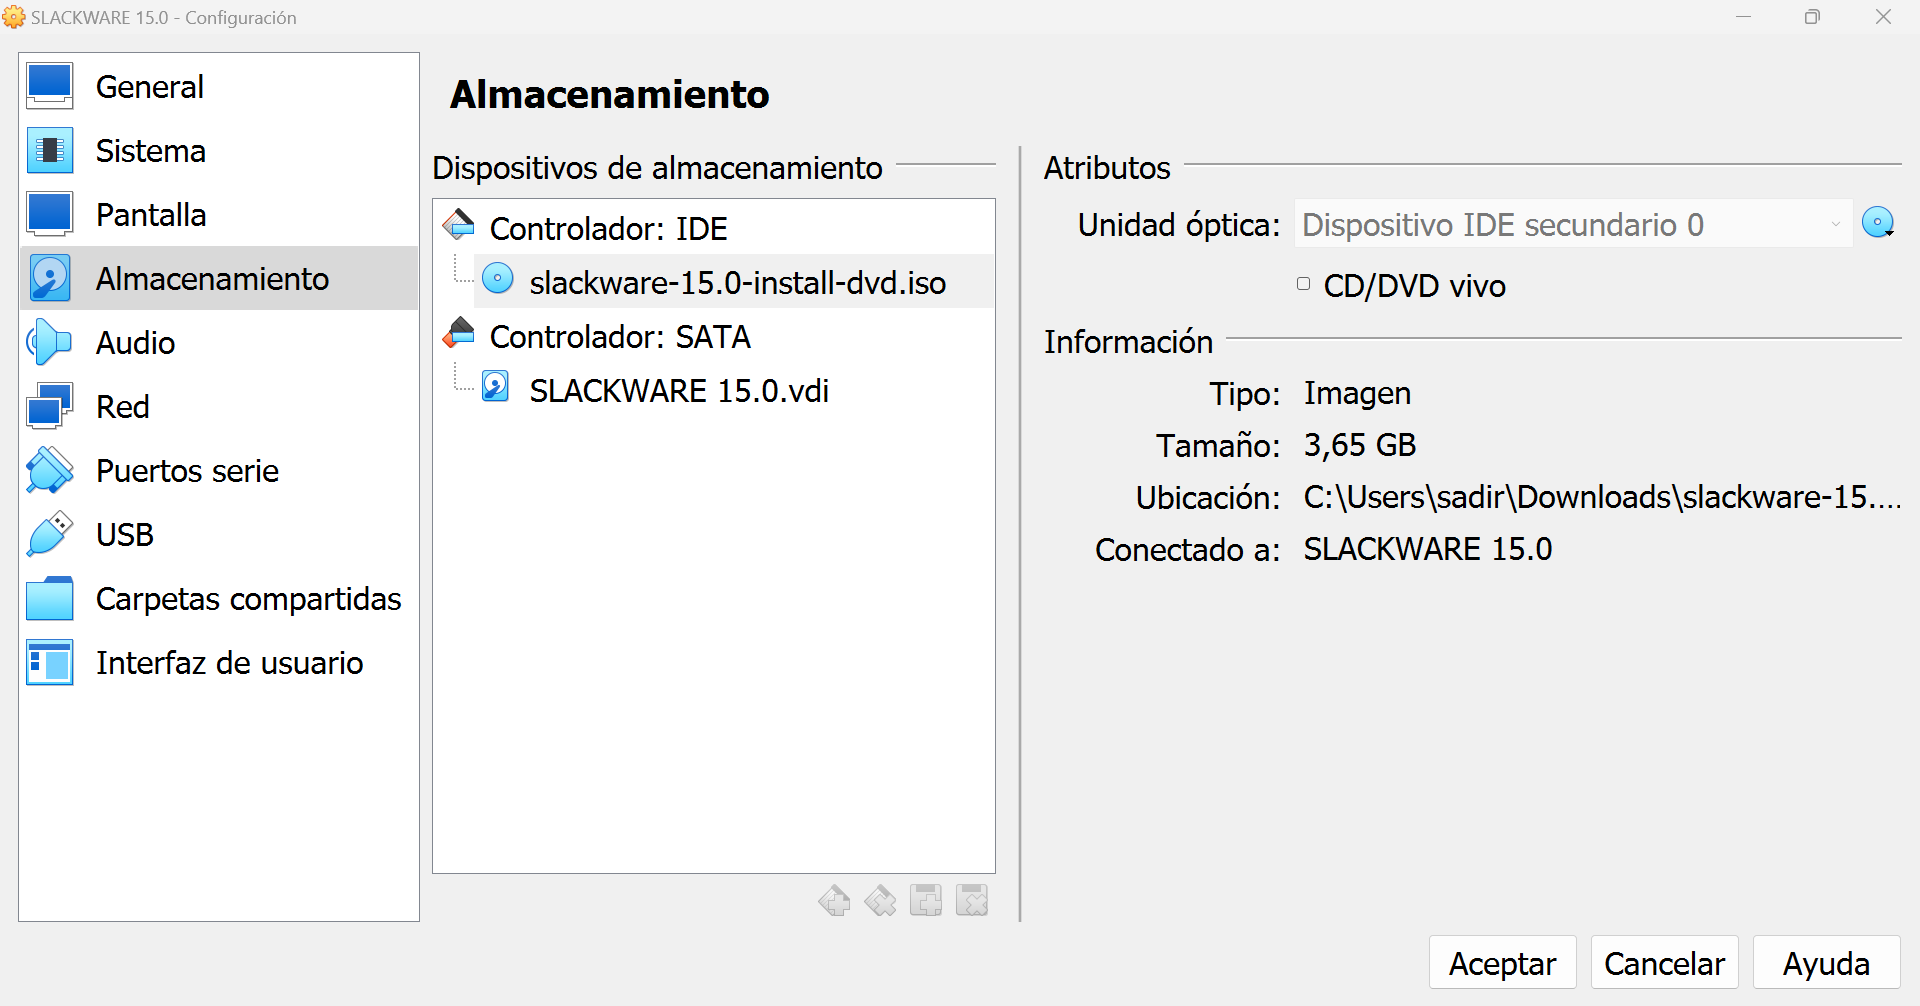 SLACKWARE 15.0 - Configuración
General
Sistema
Pantalla
Almacenamiento
Audio
Red
Puertos serie
USB
Carpetas compartidas
Interfaz de usuario
Almacenamiento
Dispositivos de almacenamiento
Controlador: IDE
slackware-15.0-install-dvd.iso
Controlador: SATA
SLACKWARE 15.0.vdi
Atributos
Unidad óptica: Dispositivo IDE secundario 0
CD/DVD vivo
Información
Tipo: Imagen
Tamaño: 3,65 GB
Ubicación: C:\Users\sadir\Downloads\slackware-15....
Conectado a: SLACKWARE 15.0
Aceptar Cancelar Ayuda